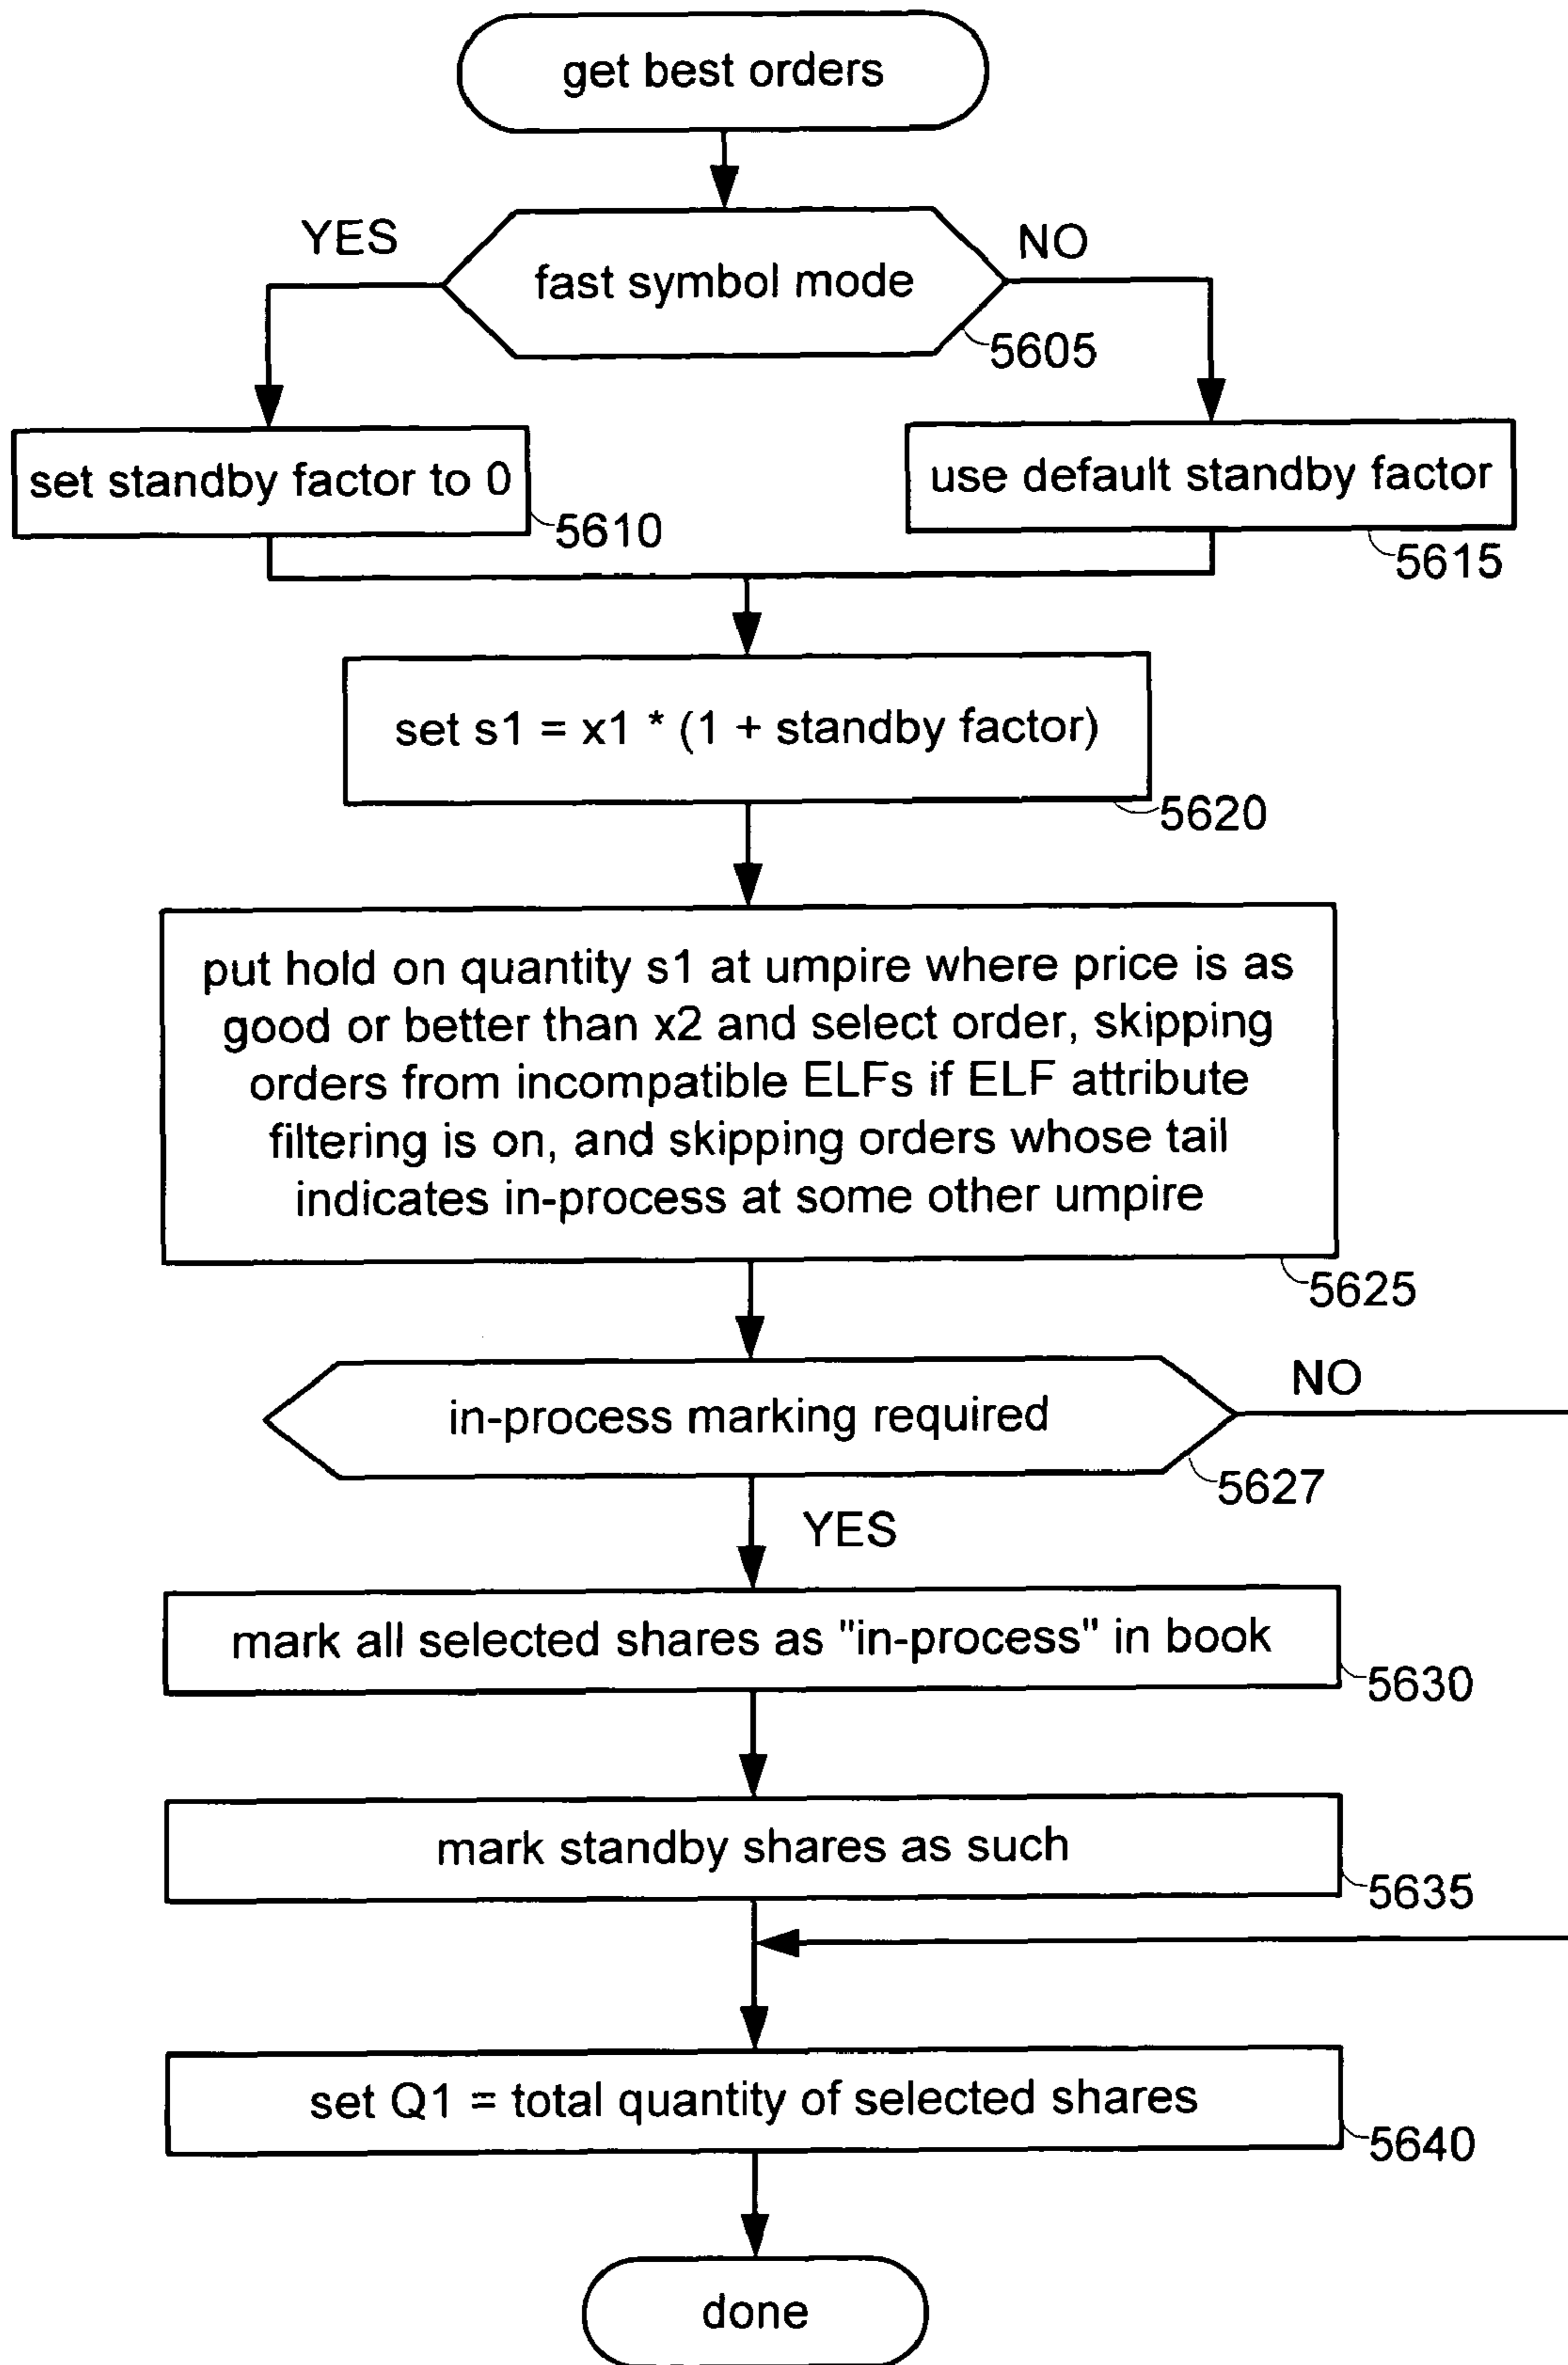 get best orders
YES
NO
fast symbol mode
5605
set standby factor to 0
5610
use default standby factor
5615
set s1 = x1 * (1 + standby factor)
5620
put hold on quantity s1 at umpire where price is as
good or better than x2 and select order, skipping
orders from incompatible ELFs if ELF attribute
filtering is on, and skipping orders whose tail
indicates in-process at some other umpire
5625
in-process marking required
NO
5627
YES
mark all selected shares as "in-process" in book
5630
mark standby shares as such
5635
set Q1 = total quantity of selected shares
5640
done